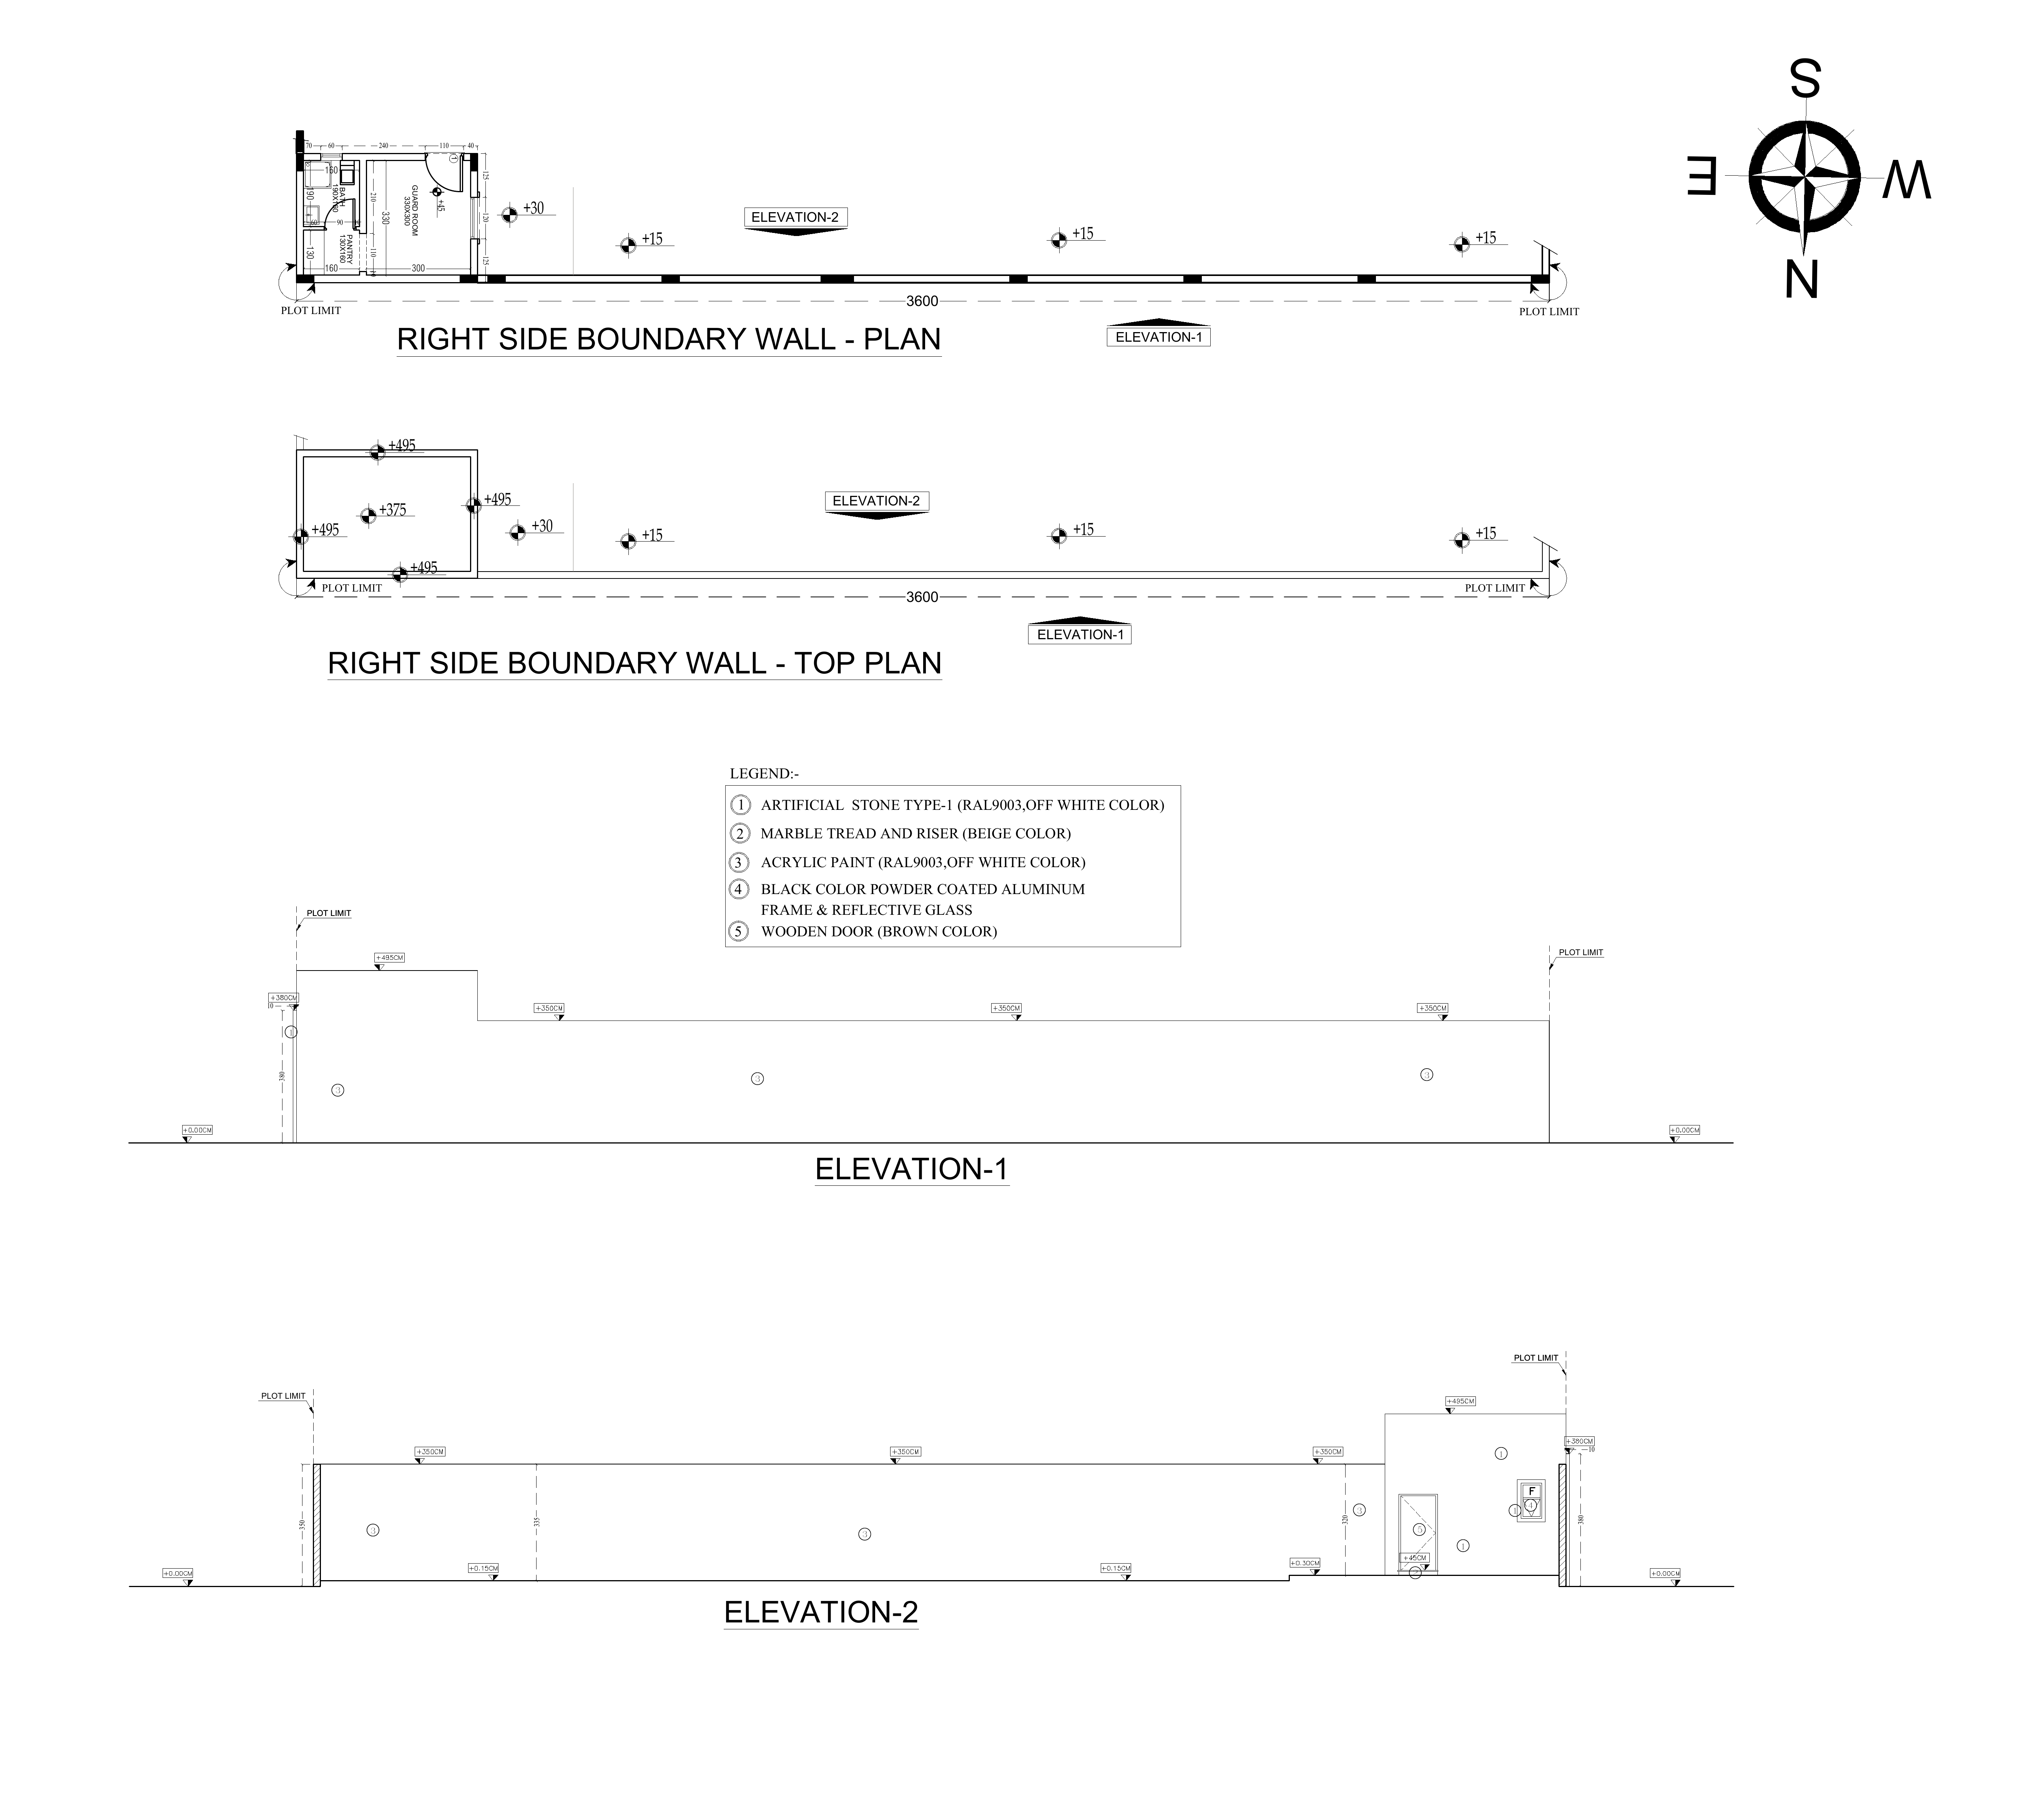 S
E
W
N
70
60
240
110
40
1
160
190
BATH
190X160
210
330
GUARD ROOM
330X300
+45
125
120
125
60
90
PANTRY
130X160
130
110
160
300
+30
+15
ELEVATION-2
+15
+15
3600
PLOT LIMIT
PLOT LIMIT
RIGHT SIDE BOUNDARY WALL - PLAN
ELEVATION-1
+495
+375
+495
+495
+495
+30
+15
ELEVATION-2
+15
+15
PLOT LIMIT
PLOT LIMIT
3600
ELEVATION-1
RIGHT SIDE BOUNDARY WALL - TOP PLAN
LEGEND:-
1 ARTIFICIAL STONE TYPE-1 (RAL9003,OFF WHITE COLOR)
2 MARBLE TREAD AND RISER (BEIGE COLOR)
3 ACRYLIC PAINT (RAL9003,OFF WHITE COLOR)
4 BLACK COLOR POWDER COATED ALUMINUM
FRAME & REFLECTIVE GLASS
5 WOODEN DOOR (BROWN COLOR)
PLOT LIMIT
PLOT LIMIT
+495CM
+380CM
10
+350CM
+350CM
+350CM
1
380
3
3
3
+0.00CM
+0.00CM
ELEVATION-1
PLOT LIMIT
PLOT LIMIT
+495CM
+380CM
10
+350CM
+350CM
+350CM
1
F
4
1
3
350
335
320
380
3
3
5
1
+45CM
+0.00CM
+0.15CM
+0.15CM
+0.30CM
+0.00CM
ELEVATION-2